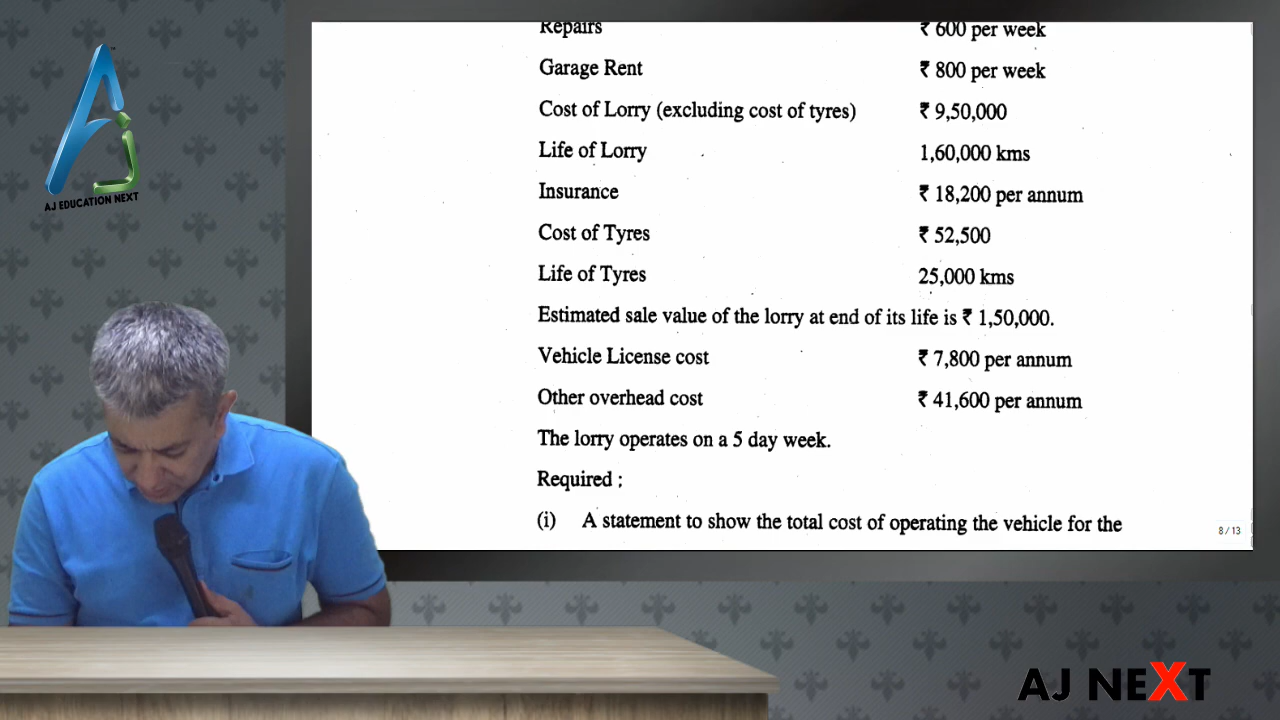 Repairs ₹ 600 per week
Garage Rent ₹ 800 per week
Cost of Lorry (excluding cost of tyres) ₹ 9,50,000
Life of Lorry 1,60,000 kms
Insurance ₹ 18,200 per annum
Cost of Tyres ₹ 52,500
Life of Tyres 25,000 kms
Estimated sale value of the lorry at end of its life is ₹ 1,50,000.
Vehicle License cost ₹ 7,800 per annum
Other overhead cost ₹ 41,600 per annum
The lorry operates on a 5 day week.
Required ;
(i) A statement to show the total cost of operating the vehicle for the
8 / 13
AJ EDUCATION NEXT
AJ NEXT